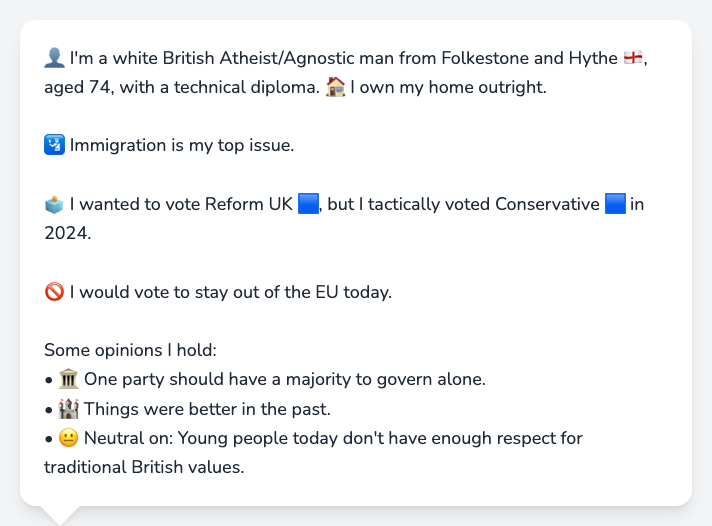 👤 I'm a white British Atheist/Agnostic man from Folkestone and Hythe 🏴󠁧󠁢󠁥󠁮󠁧󠁿,
aged 74, with a technical diploma. 🏠 I own my home outright.
🛂 Immigration is my top issue.
🗳️ I wanted to vote Reform UK 🟦, but I tactically voted Conservative 🟦 in
2024.
🚫 I would vote to stay out of the EU today.
Some opinions I hold:
• 🏛️ One party should have a majority to govern alone.
• 🏰 Things were better in the past.
• 😐 Neutral on: Young people today don't have enough respect for
traditional British values.